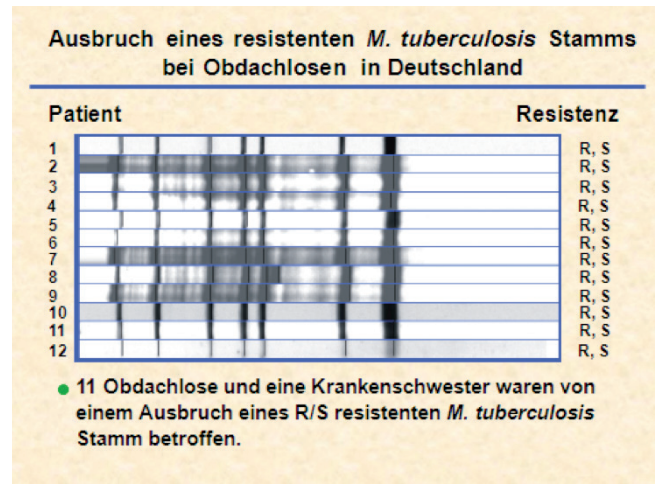 Ausbruch eines resistenten M. tuberculosis Stamms
bei Obdachlosen in Deutschland
Patient Resistenz
1 R, S
2 R, S
3 R, S
4 R, S
5 R, S
6 R, S
7 R, S
8 R, S
9 R, S
10 R, S
11 R, S
12 R, S
• 11 Obdachlose und eine Krankenschwester waren von
einem Ausbruch eines R/S resistenten M. tuberculosis
Stamm betroffen.